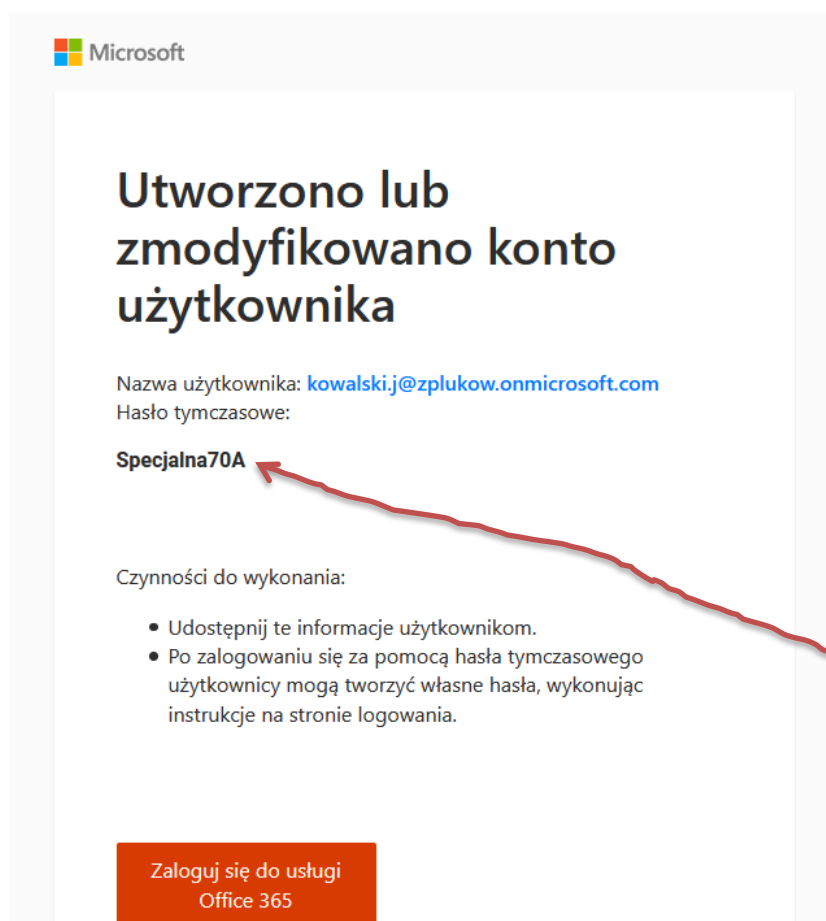 Microsoft
Utworzono lub
zmodyfikowano konto
użytkownika
Nazwa użytkownika: kowalski.j@zplukow.onmicrosoft.com
Hasło tymczasowe:
Specjalna70A
Czynności do wykonania:
• Udostępnij te informacje użytkownikom.
• Po zalogowaniu się za pomocą hasła tymczasowego
użytkownicy mogą tworzyć własne hasła, wykonując
instrukcje na stronie logowania.
Zaloguj się do usługi
Office 365